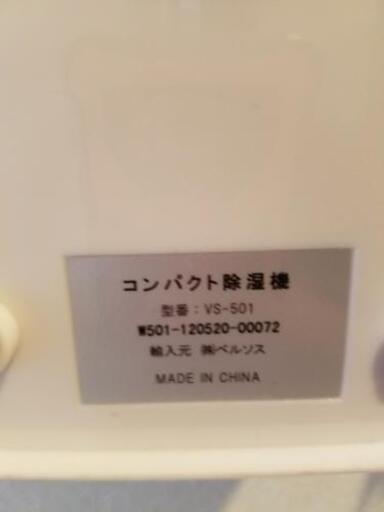 コンパクト除湿機
型番：VS-501
W501-120520-00072
輸入元 ㈱ベルソス
MADE IN CHINA